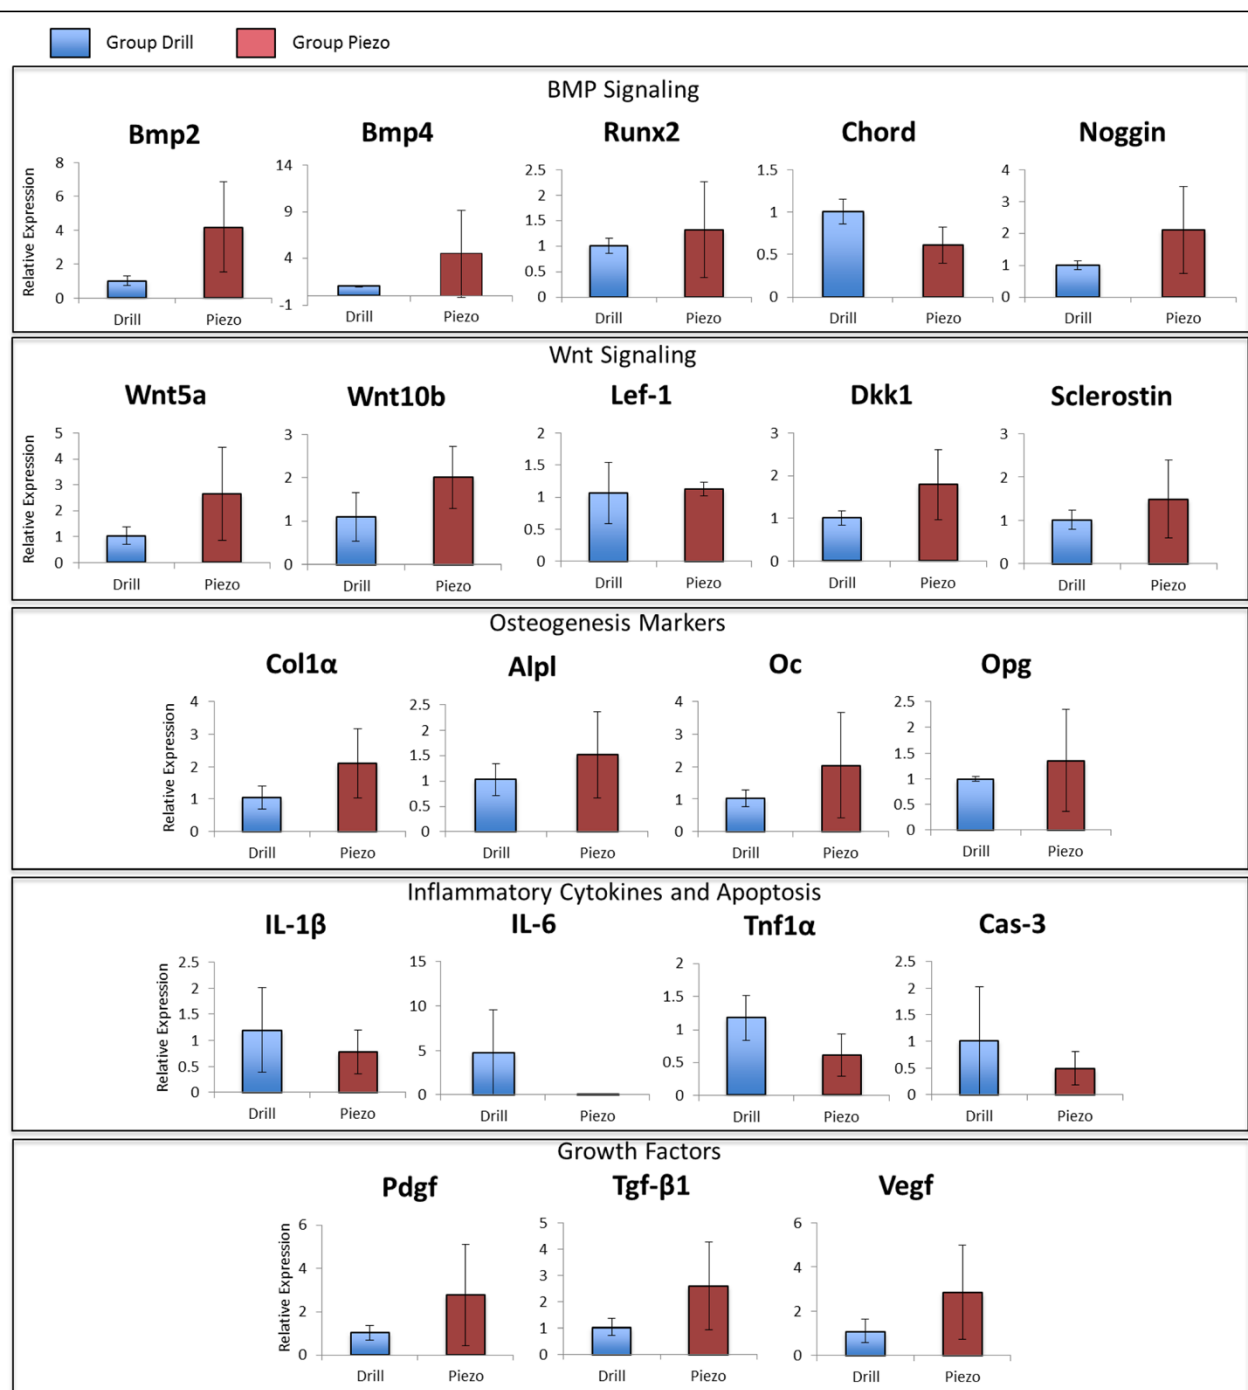 Group Drill Group Piezo
BMP Signaling
Bmp2 Bmp4 Runx2 Chord Noggin
Relative Expression
8 6 4 2 0
14 9 4 -1
2.5 2 1.5 1 0.5 0
1.5 1 0.5 0
4 3 2 1 0
Drill Piezo Drill Piezo Drill Piezo Drill Piezo Drill Piezo
Wnt Signaling
Wnt5a Wnt10b Lef-1 Dkk1 Sclerostin
Relative Expression
5 4 3 2 1 0
3 2 1 0
2 1.5 1 0.5 0
3 2 1 0
3 2 1 0
Drill Piezo Drill Piezo Drill Piezo Drill Piezo Drill Piezo
Osteogenesis Markers
Col1α Alpl Oc Opg
Relative Expression
4 3 2 1 0
2.5 2 1.5 1 0.5 0
4 3 2 1 0
2.5 2 1.5 1 0.5 0
Drill Piezo Drill Piezo Drill Piezo Drill Piezo
Inflammatory Cytokines and Apoptosis
IL-1β IL-6 Tnf1α Cas-3
Relative Expression
2.5 2 1.5 1 0.5 0
15 10 5 0
2 1.5 1 0.5 0
2.5 2 1.5 1 0.5 0
Drill Piezo Drill Piezo Drill Piezo Drill Piezo
Growth Factors
Pdgf Tgf-β1 Vegf
Relative Expression
6 4 2 0
5 4 3 2 1 0
6 4 2 0
Drill Piezo Drill Piezo Drill Piezo